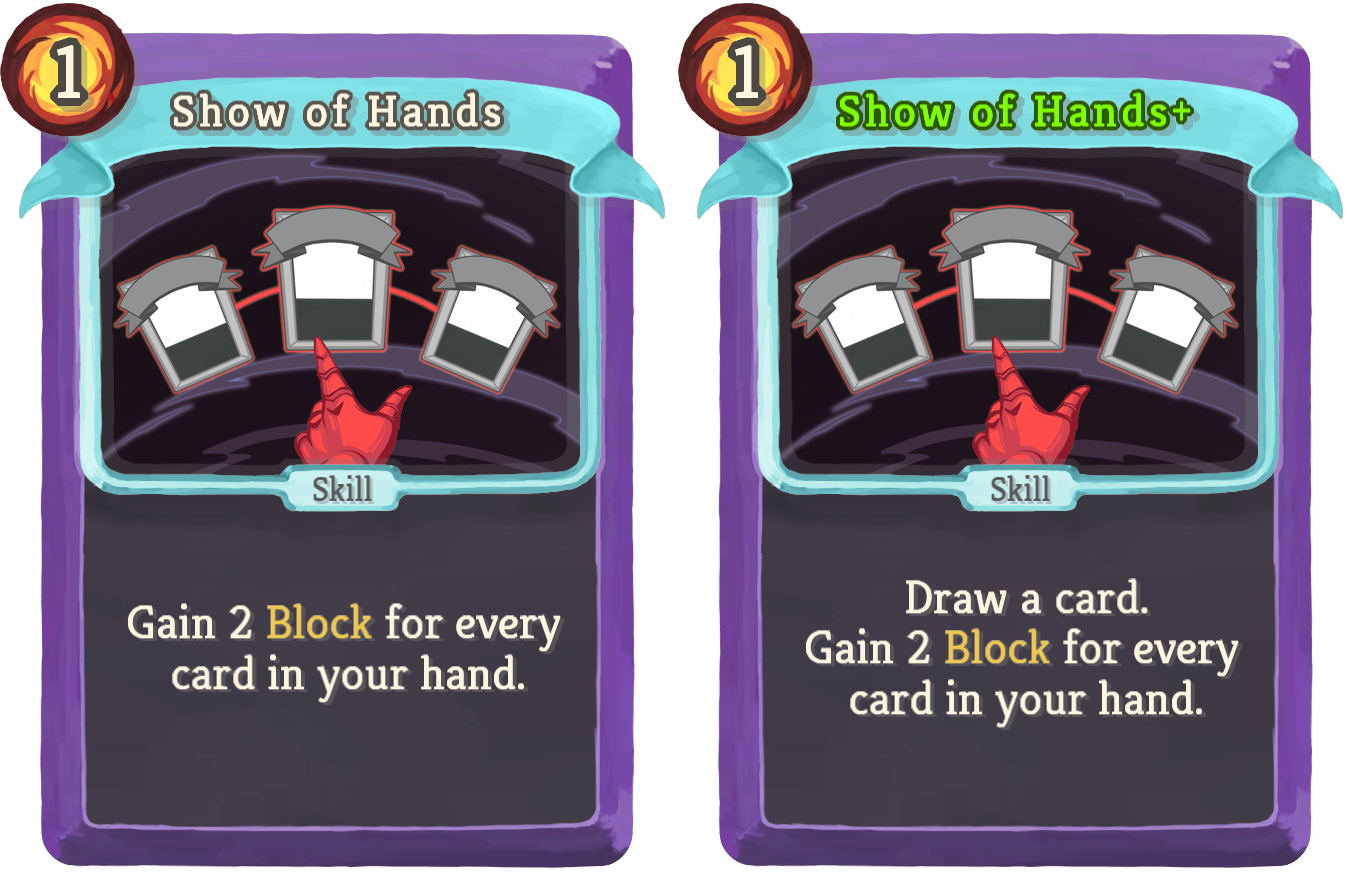 1
Show of Hands
Skill
Gain 2 Block for every
card in your hand.
1
Show of Hands+
Skill
Draw a card.
Gain 2 Block for every
card in your hand.